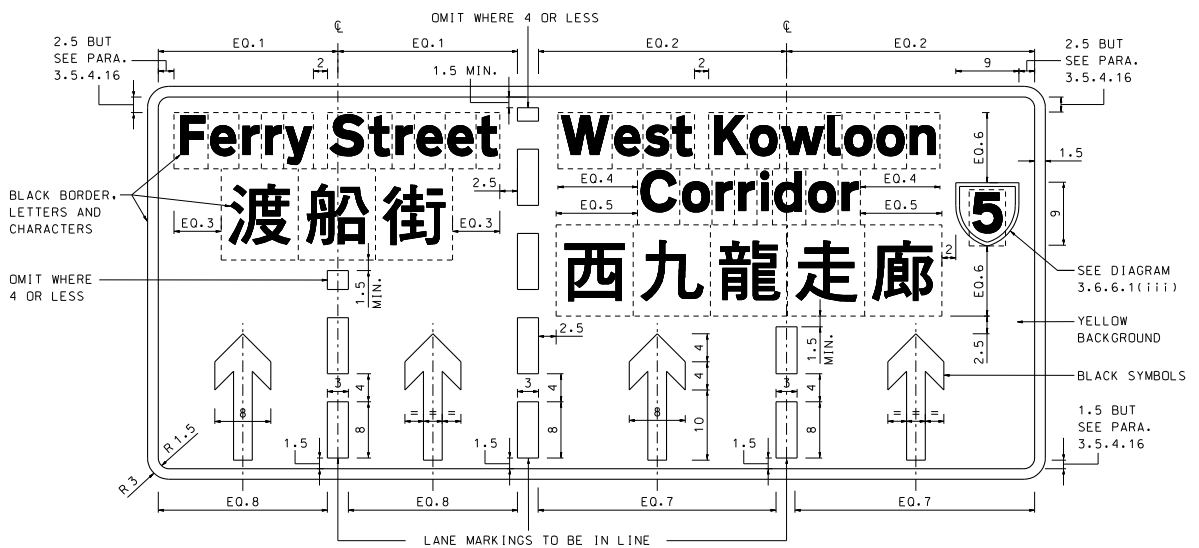 OMIT WHERE 4 OR LESS
℄
℄
EQ.1
EQ.1
EQ.2
EQ.2
2.5 BUT
SEE PARA.
3.5.4.16
2
1.5 MIN.
2
9
2.5 BUT
SEE PARA.
3.5.4.16
Ferry Street
West Kowloon
Corridor
EQ.6
1.5
2.5
EQ.4
EQ.4
BLACK BORDER,
LETTERS AND
CHARACTERS
EQ.3
渡船街
EQ.3
EQ.5
EQ.5
5
9
西九龍走廊
2
OMIT WHERE
4 OR LESS
1.5
MIN.
EQ.6
SEE DIAGRAM
3.6.6.1(iii)
YELLOW
BACKGROUND
2.5
4
4
1.5
MIN.
2.5
BLACK SYMBOLS
3
4
3
4
3
4
8
= = =
8
= = =
8
8
10
8
1.5 BUT
SEE PARA.
3.5.4.16
R 1.5
R 3
1.5
1.5
1.5
EQ.8
EQ.8
EQ.7
EQ.7
LANE MARKINGS TO BE IN LINE